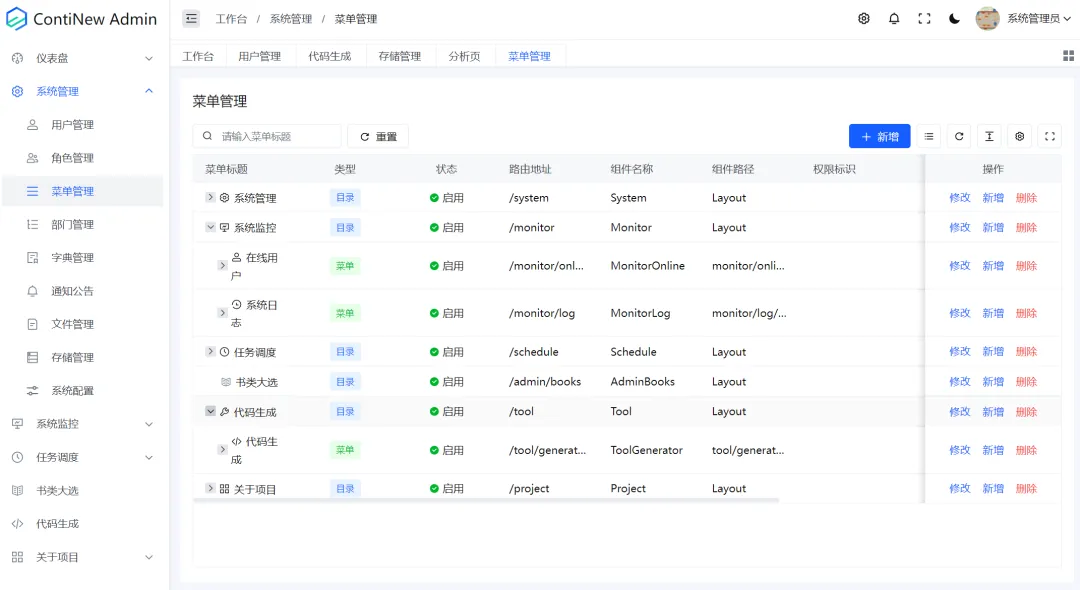 ContiNew Admin
工作台 / 系统管理 / 菜单管理
系统管理员
仪表盘
系统管理
用户管理
角色管理
菜单管理
部门管理
字典管理
通知公告
文件管理
存储管理
系统配置
系统监控
任务调度
书类大选
代码生成
关于项目
工作台 用户管理 代码生成 存储管理 分析页 菜单管理
菜单管理
请输入菜单标题 重置 新增
菜单标题 类型 状态 路由地址 组件名称 组件路径 权限标识 操作
系统管理 目录 启用 /system System Layout 修改 新增 删除
系统监控 目录 启用 /monitor Monitor Layout 修改 新增 删除
在线用
户 菜单 启用 /monitor/onl... MonitorOnline monitor/onli... 修改 新增 删除
系统日
志 菜单 启用 /monitor/log MonitorLog monitor/log/... 修改 新增 删除
任务调度 目录 启用 /schedule Schedule Layout 修改 新增 删除
书类大选 目录 启用 /admin/books AdminBooks Layout 修改 新增 删除
代码生成 目录 启用 /tool Tool Layout 修改 新增 删除
代码生
成 菜单 启用 /tool/generat... ToolGenerator tool/generat... 修改 新增 删除
关于项目 目录 启用 /project Project Layout 修改 新增 删除